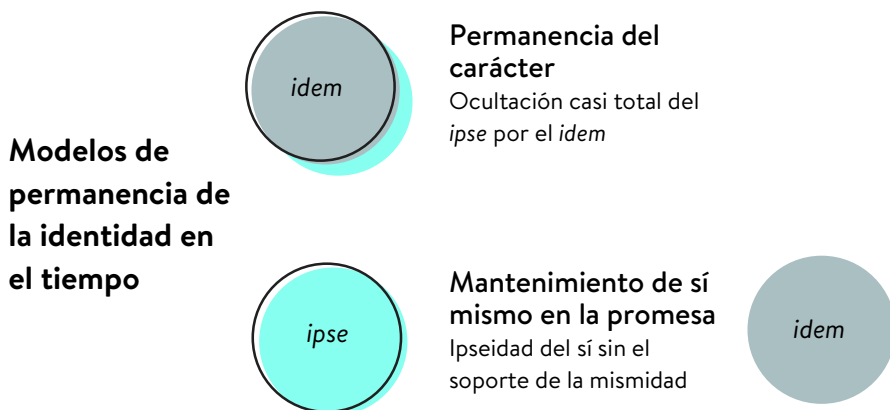 Modelos de
permanencia de
la identidad en
el tiempo
idem
Permanencia del
carácter
Ocultación casi total del
ipse por el idem
ipse
Mantenimiento de sí
mismo en la promesa
Ipseidad del sí sin el
soporte de la mismidad
idem